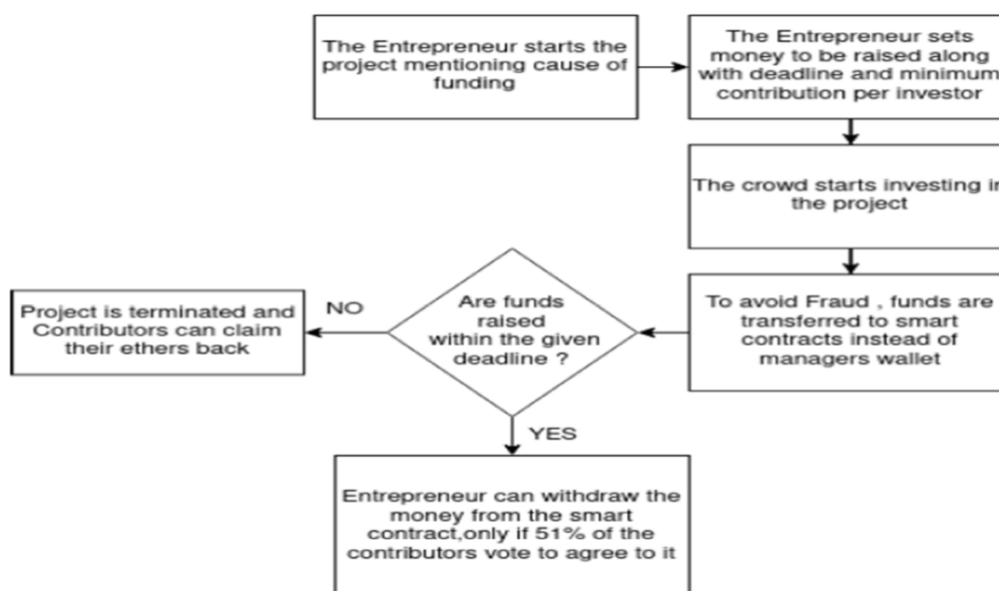 The Entrepreneur starts the
project mentioning cause of
funding
The Entrepreneur sets
money to be raised along
with deadline and minimum
contribution per investor
The crowd starts investing in
the project
To avoid Fraud , funds are
transferred to smart
contracts instead of
managers wallet
Are funds
raised
within the given
deadline ?
NO
Project is terminated and
Contributors can claim
their ethers back
YES
Entrepreneur can withdraw the
money from the smart
contract,only if 51% of the
contributors vote to agree to it